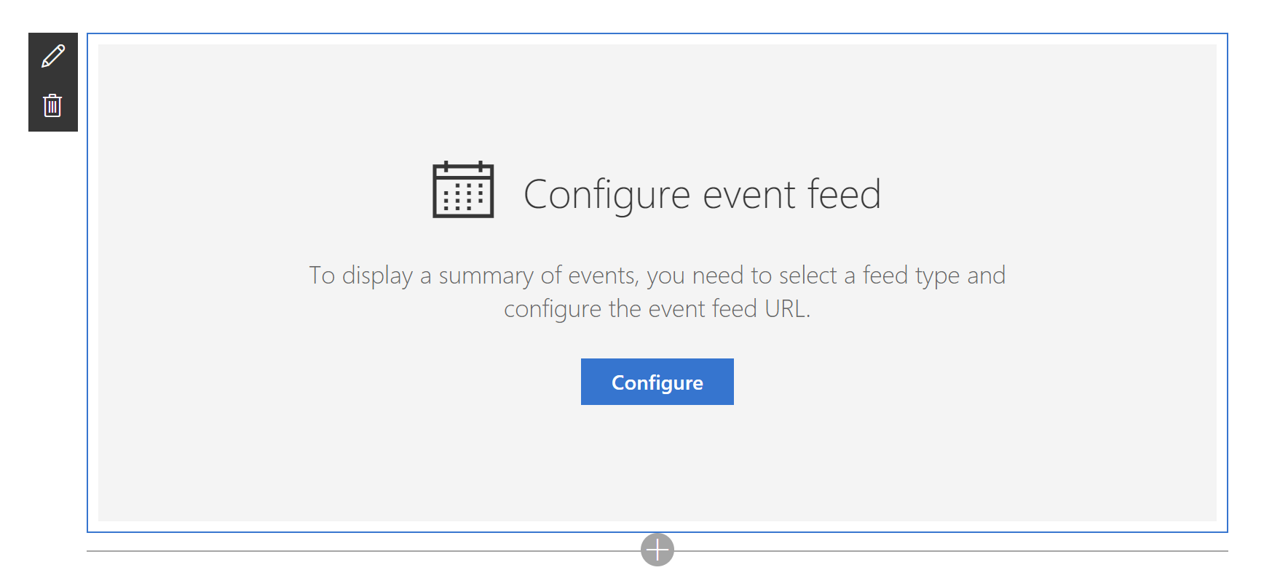 Configure event feed
To display a summary of events, you need to select a feed type and
configure the event feed URL.
Configure